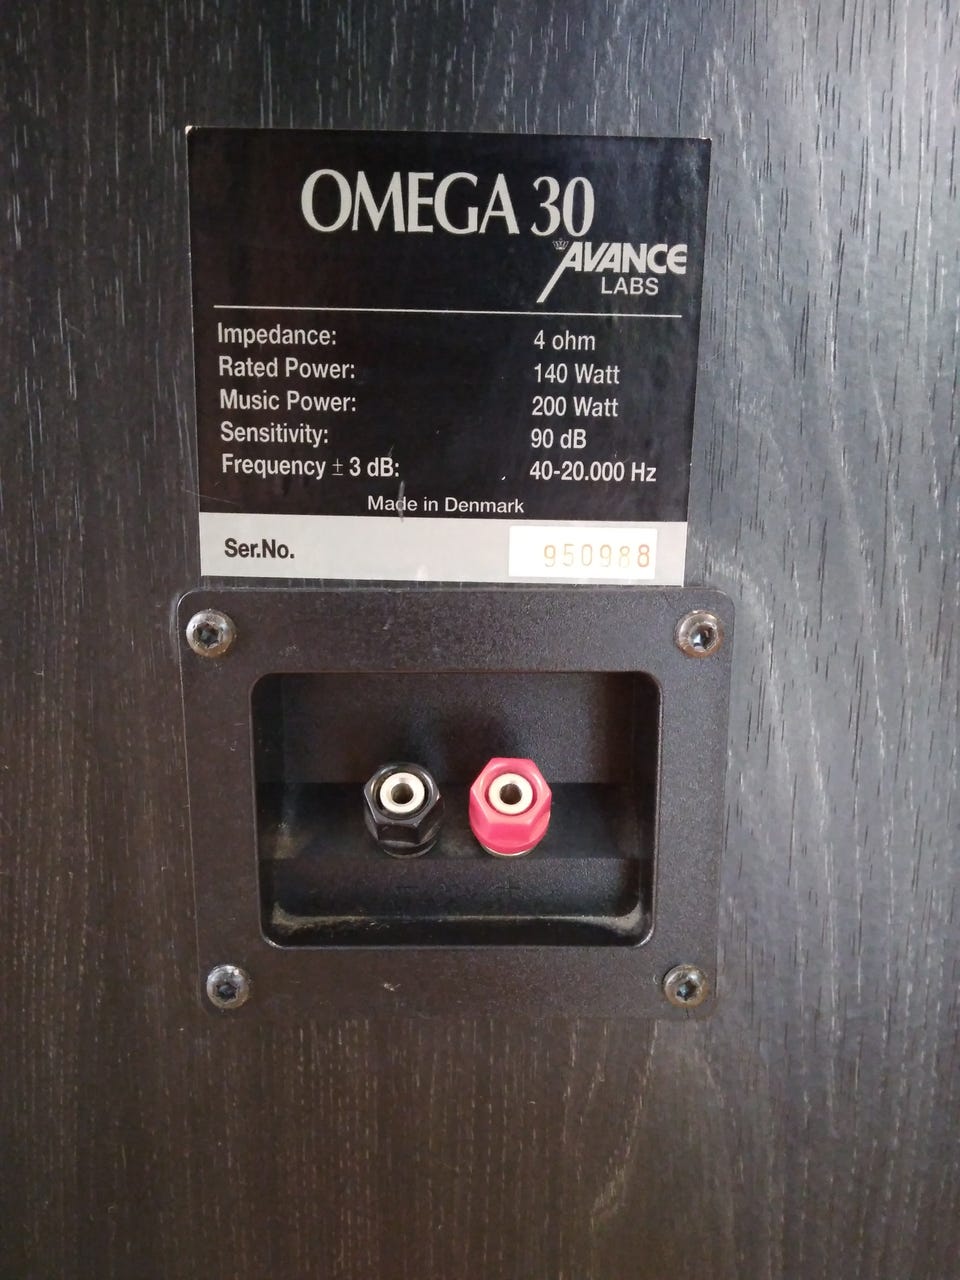 OMEGA 30
AVANCE
LABS
Impedance: 4 ohm
Rated Power: 140 Watt
Music Power: 200 Watt
Sensitivity: 90 dB
Frequency ± 3 dB: 40-20.000 Hz
Made in Denmark
Ser.No. 950988